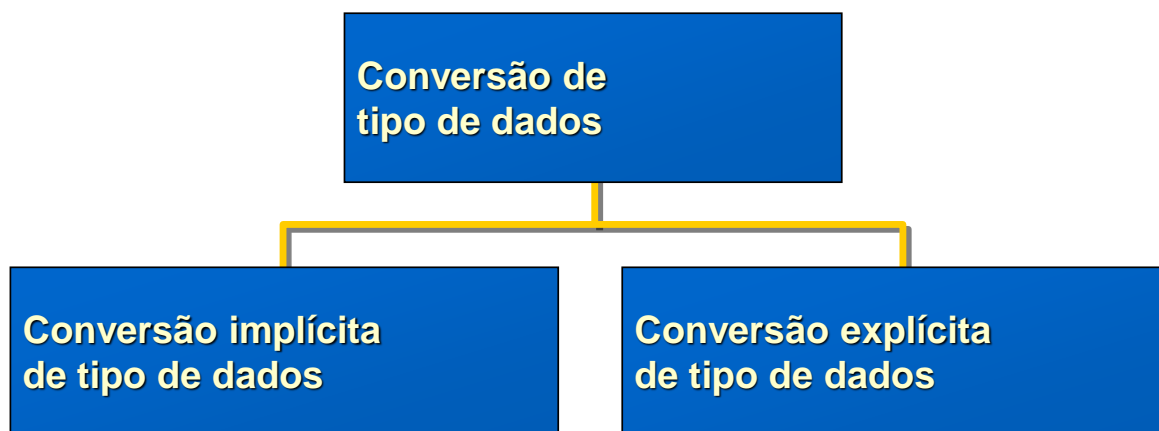 Conversão de
tipo de dados
Conversão implícita
de tipo de dados
Conversão explícita
de tipo de dados